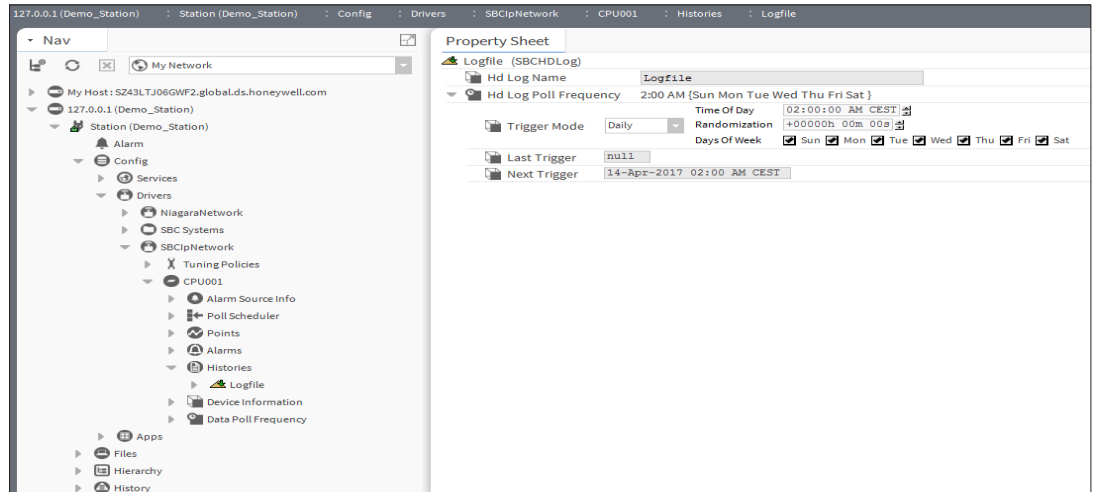 127.0.0.1 (Demo_Station) : Station (Demo_Station) : Config : Drivers : SBCIpNetwork : CPU001 : Histories : Logfile
Nav
My Network
My Host : SZ43LTJ06GWF2.global.ds.honeywell.com
127.0.0.1 (Demo_Station)
Station (Demo_Station)
Alarm
Config
Services
Drivers
NiagaraNetwork
SBC Systems
SBCIpNetwork
Tuning Policies
CPU001
Alarm Source Info
Poll Scheduler
Points
Alarms
Histories
Logfile
Device Information
Data Poll Frequency
Apps
Files
Hierarchy
History
Property Sheet
Logfile (SBCHDLog)
Hd Log Name Logfile
Hd Log Poll Frequency 2:00 AM {Sun Mon Tue Wed Thu Fri Sat }
Trigger Mode Daily
Time Of Day 02:00:00 AM CEST
Randomization +00000h 00m 00s
Days Of Week Sun Mon Tue Wed Thu Fri Sat
Last Trigger null
Next Trigger 14-Apr-2017 02:00 AM CEST